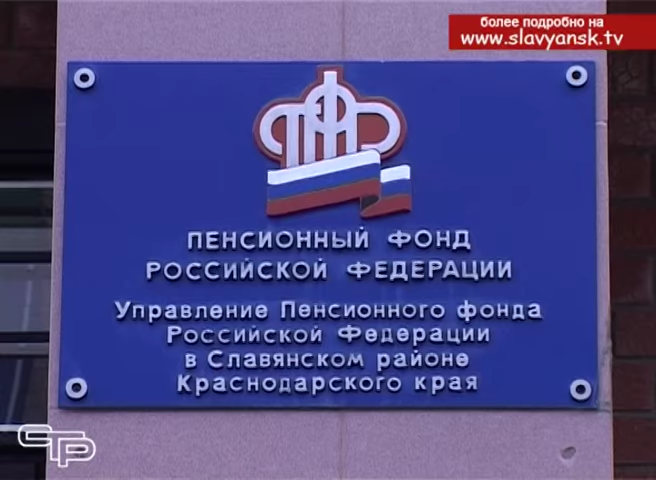 более подробно на
www.slavyansk.tv
ПФР
ПЕНСИОННЫЙ ФОНД
РОССИЙСКОЙ ФЕДЕРАЦИИ
Управление Пенсионного фонда
Российской Федерации
в Славянском районе
Краснодарского края
СТР